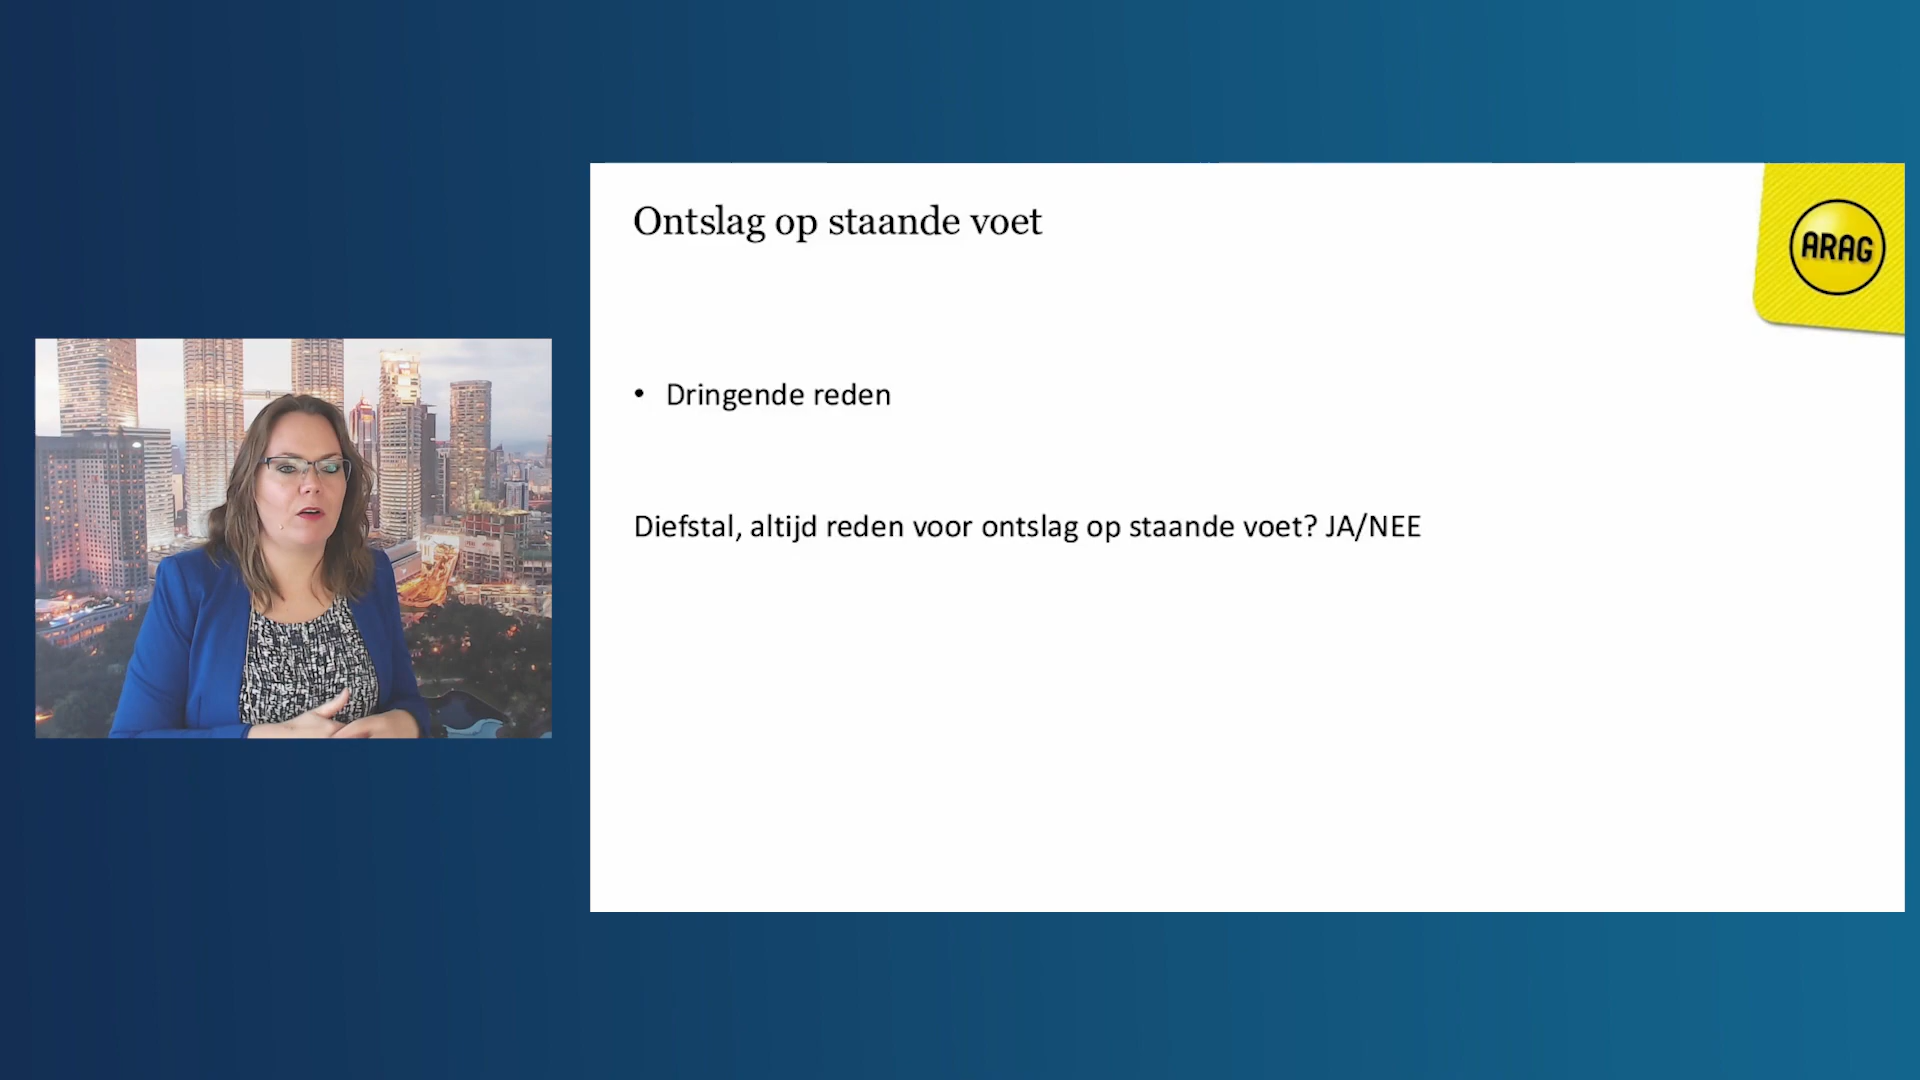 Ontslag op staande voet
ARAG
• Dringende reden
Diefstal, altijd reden voor ontslag op staande voet? JA/NEE